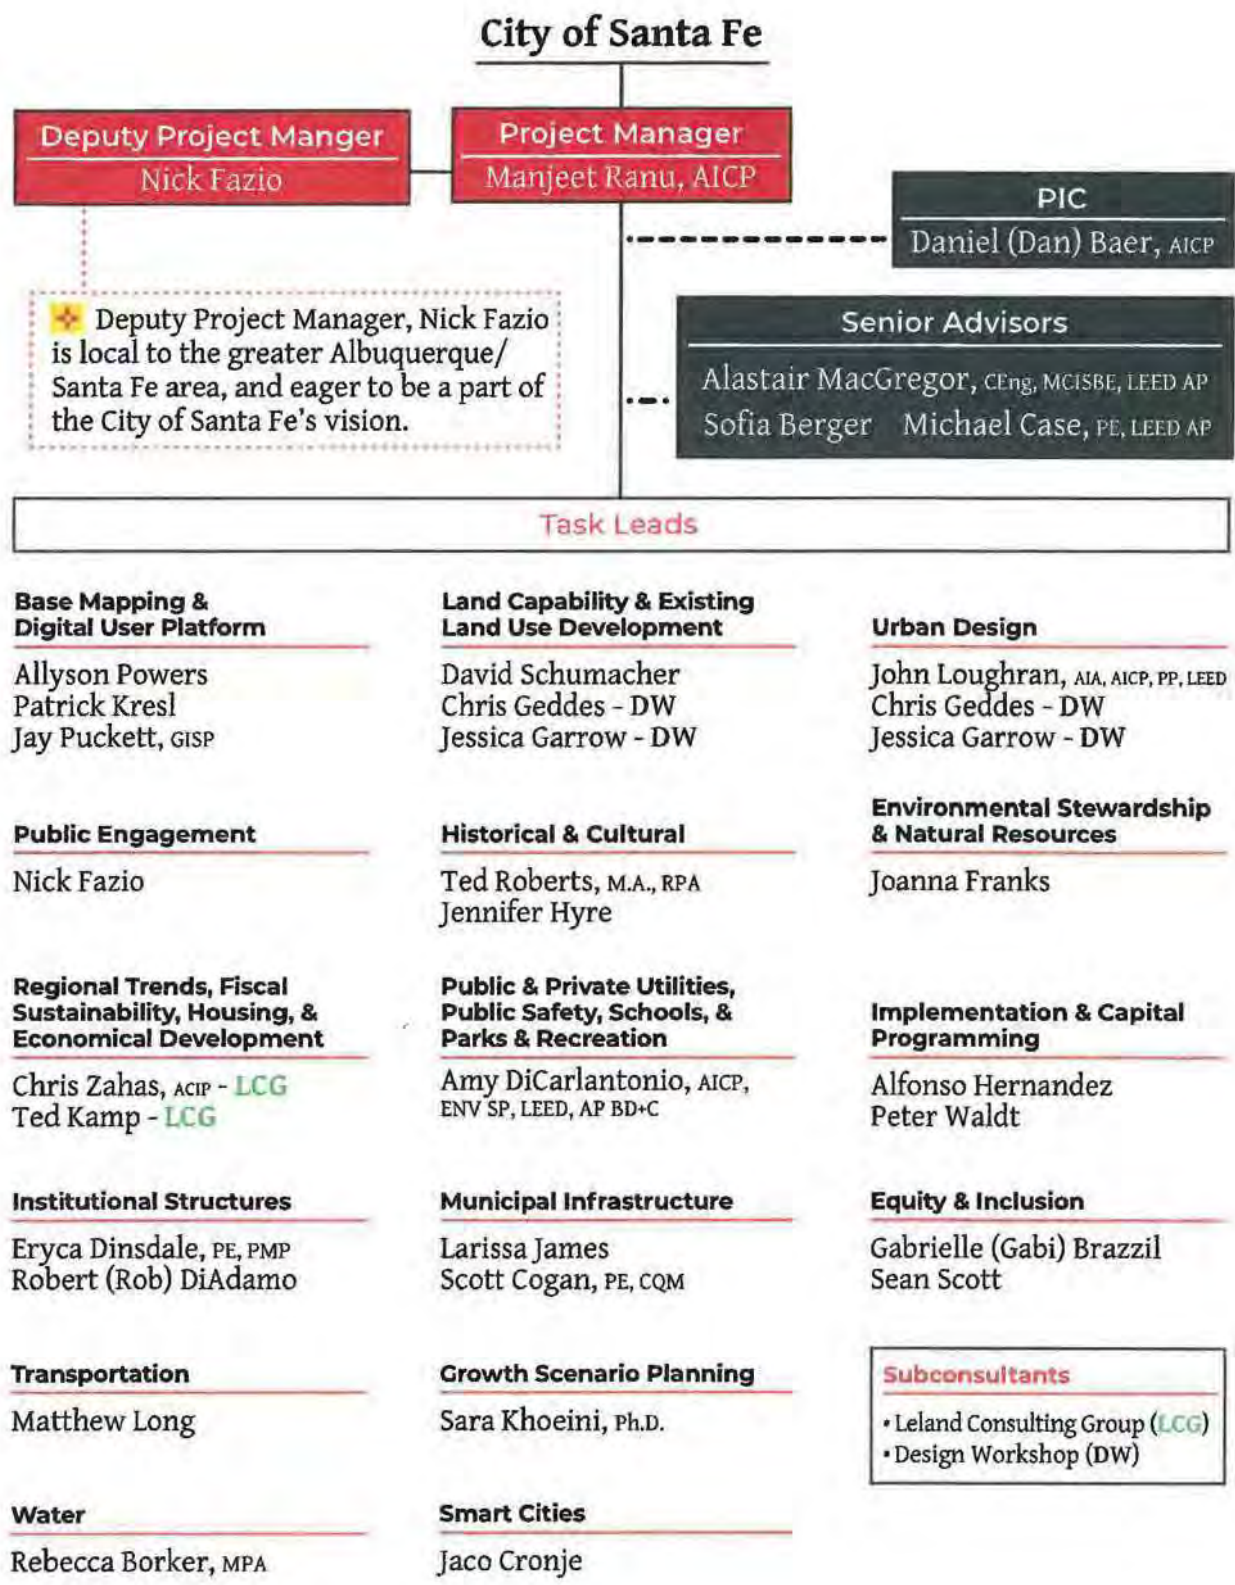 City of Santa Fe
Deputy Project Manger
Nick Fazio
Project Manager
Manjeet Ranu, AICP
PIC
Daniel (Dan) Baer, AICP
Deputy Project Manager, Nick Fazio
is local to the greater Albuquerque/
Santa Fe area, and eager to be a part of
the City of Santa Fe's vision.
Senior Advisors
Alastair MacGregor, CEng, MCISBE, LEED AP
Sofia Berger Michael Case, PE, LEED AP
Task Leads
Base Mapping &
Digital User Platform
Allyson Powers
Patrick Kresl
Jay Puckett, GISP
Land Capability & Existing
Land Use Development
David Schumacher
Chris Geddes - DW
Jessica Garrow - DW
Urban Design
John Loughran, AIA, AICP, PP, LEED
Chris Geddes - DW
Jessica Garrow - DW
Public Engagement
Nick Fazio
Historical & Cultural
Ted Roberts, M.A., RPA
Jennifer Hyre
Environmental Stewardship
& Natural Resources
Joanna Franks
Regional Trends, Fiscal
Sustainability, Housing, &
Economical Development
Chris Zahas, ACIP - LCG
Ted Kamp - LCG
Public & Private Utilities,
Public Safety, Schools, &
Parks & Recreation
Amy DiCarlantonio, AICP,
ENV SP, LEED, AP BD+C
Implementation & Capital
Programming
Alfonso Hernandez
Peter Waldt
Institutional Structures
Eryca Dinsdale, PE, PMP
Robert (Rob) DiAdamo
Municipal Infrastructure
Larissa James
Scott Cogan, PE, CQM
Equity & Inclusion
Gabrielle (Gabi) Brazzil
Sean Scott
Transportation
Matthew Long
Growth Scenario Planning
Sara Khoeini, Ph.D.
Subconsultants
• Leland Consulting Group (LCG)
• Design Workshop (DW)
Water
Rebecca Borker, MPA
Smart Cities
Jaco Cronje